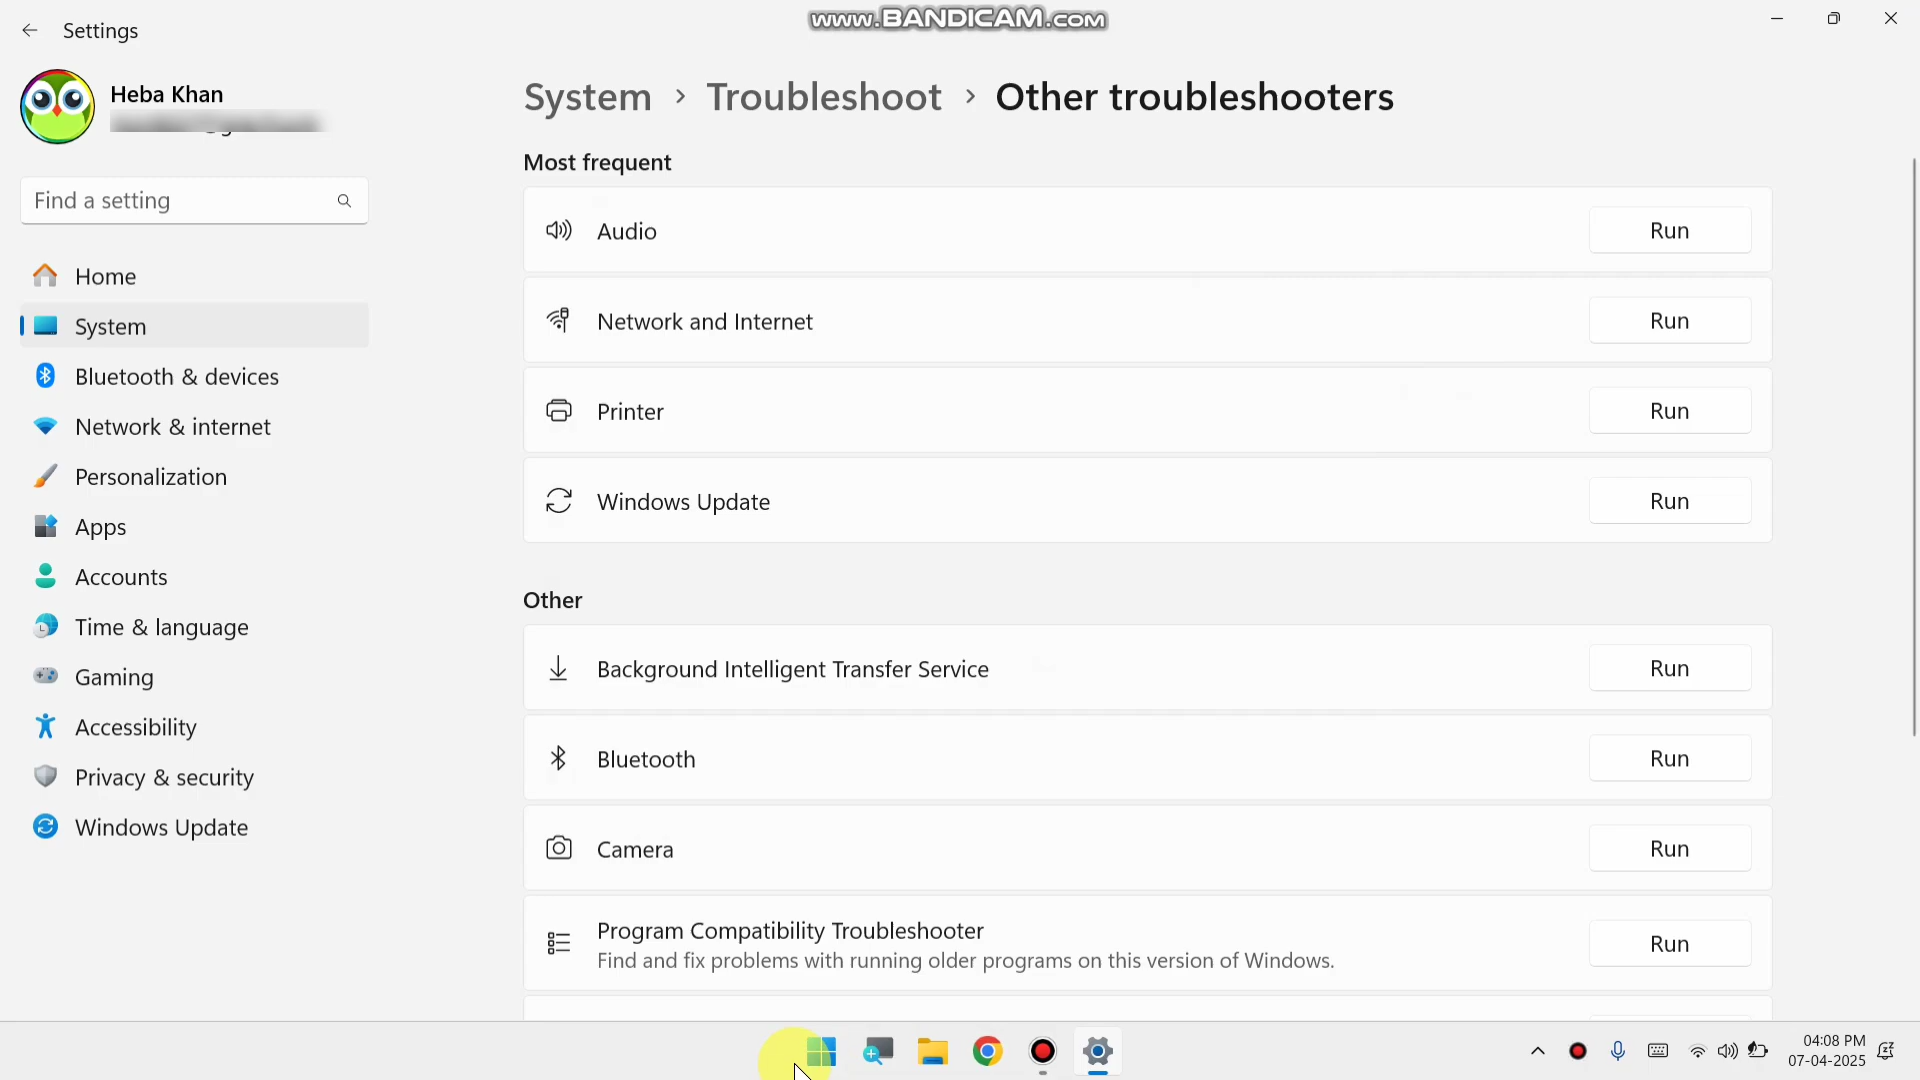 Settings
www.BANDICAM.com
Heba Khan
Find a setting
Home
System
Bluetooth & devices
Network & internet
Personalization
Apps
Accounts
Time & language
Gaming
Accessibility
Privacy & security
Windows Update
System > Troubleshoot > Other troubleshooters
Most frequent
Audio Run
Network and Internet Run
Printer Run
Windows Update Run
Other
Background Intelligent Transfer Service Run
Bluetooth Run
Camera Run
Program Compatibility Troubleshooter Run
Find and fix problems with running older programs on this version of Windows.
04:08 PM
07-04-2025